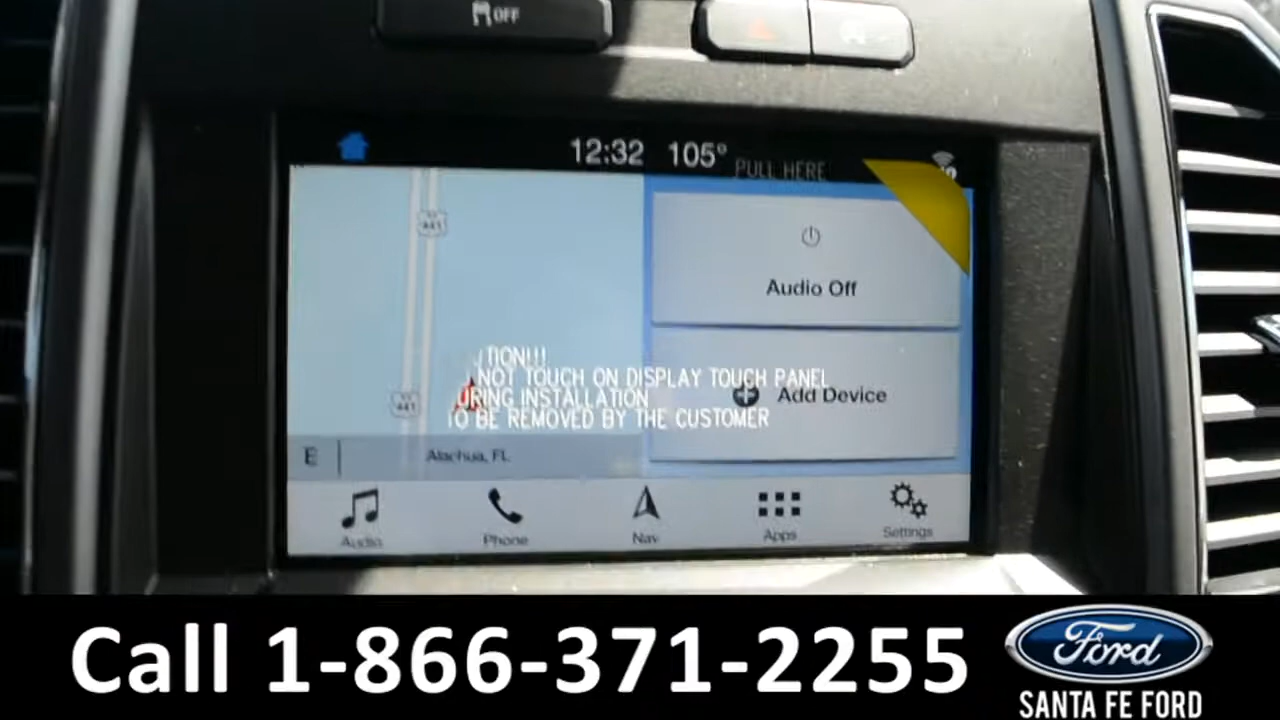 OFF
12:32 105°
PULL HERE
441
Audio Off
TION!!!
NOT TOUCH ON DISPLAY TOUCH PANEL
URING INSTALLATION
TO BE REMOVED BY THE CUSTOMER
Add Device
441
E
Alachua, FL
Audio
Phone
Nav
Apps
Settings
Call 1-866-371-2255
Ford
SANTA FE FORD